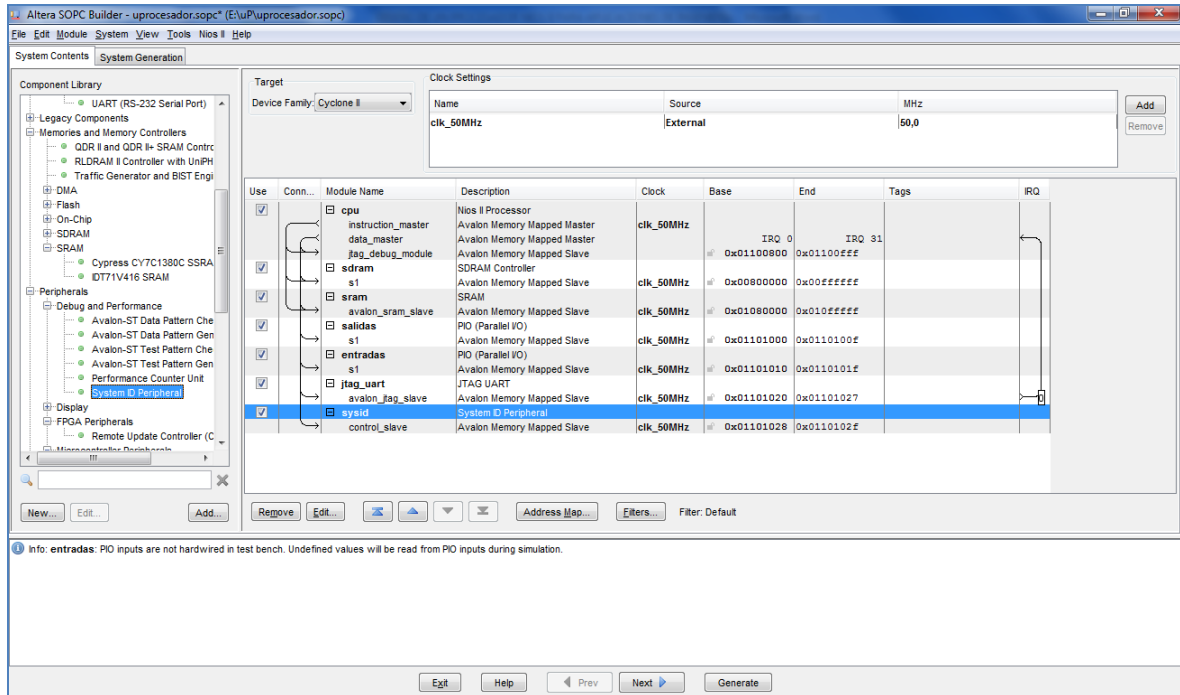 Altera SOPC Builder - uprocesador.sopc* (E:\uP\uprocesador.sopc)
File Edit Module System View Tools Nios II Help
System Contents System Generation
Component Library
UART (RS-232 Serial Port)
Legacy Components
Memories and Memory Controllers
QDR II and QDR II+ SRAM Contrc
RLDRAM II Controller with UniPH
Traffic Generator and BIST Engi
DMA
Flash
On-Chip
SDRAM
SRAM
Cypress CY7C1380C SSRA
IDT71V416 SRAM
Peripherals
Debug and Performance
Avalon-ST Data Pattern Che
Avalon-ST Data Pattern Gen
Avalon-ST Test Pattern Che
Avalon-ST Test Pattern Gen
Performance Counter Unit
System ID Peripheral
Display
FPGA Peripherals
Remote Update Controller (C
Microcontroller Peripherals
New... Edit... Add...
Target
Device Family: Cyclone II
Clock Settings
Name Source MHz
clk_50MHz External 50,0
Add
Remove
Use Conn... Module Name Description Clock Base End Tags IRQ
cpu Nios II Processor
instruction_master Avalon Memory Mapped Master clk_50MHz
data_master Avalon Memory Mapped Master IRQ 0 IRQ 31
jtag_debug_module Avalon Memory Mapped Slave 0x01100800 0x01100fff
sdram SDRAM Controller
s1 Avalon Memory Mapped Slave clk_50MHz 0x00800000 0x00ffffff
sram SRAM
avalon_sram_slave Avalon Memory Mapped Slave clk_50MHz 0x01080000 0x010fffff
salidas PIO (Parallel I/O)
s1 Avalon Memory Mapped Slave clk_50MHz 0x01101000 0x0110100f
entradas PIO (Parallel I/O)
s1 Avalon Memory Mapped Slave clk_50MHz 0x01101010 0x0110101f
jtag_uart JTAG UART
avalon_jtag_slave Avalon Memory Mapped Slave clk_50MHz 0x01101020 0x01101027
sysid System ID Peripheral
control_slave Avalon Memory Mapped Slave clk_50MHz 0x01101028 0x0110102f
Remove Edit... Address Map... Filters... Filter: Default
Info: entradas: PIO inputs are not hardwired in test bench. Undefined values will be read from PIO inputs during simulation.
Exit Help Prev Next Generate